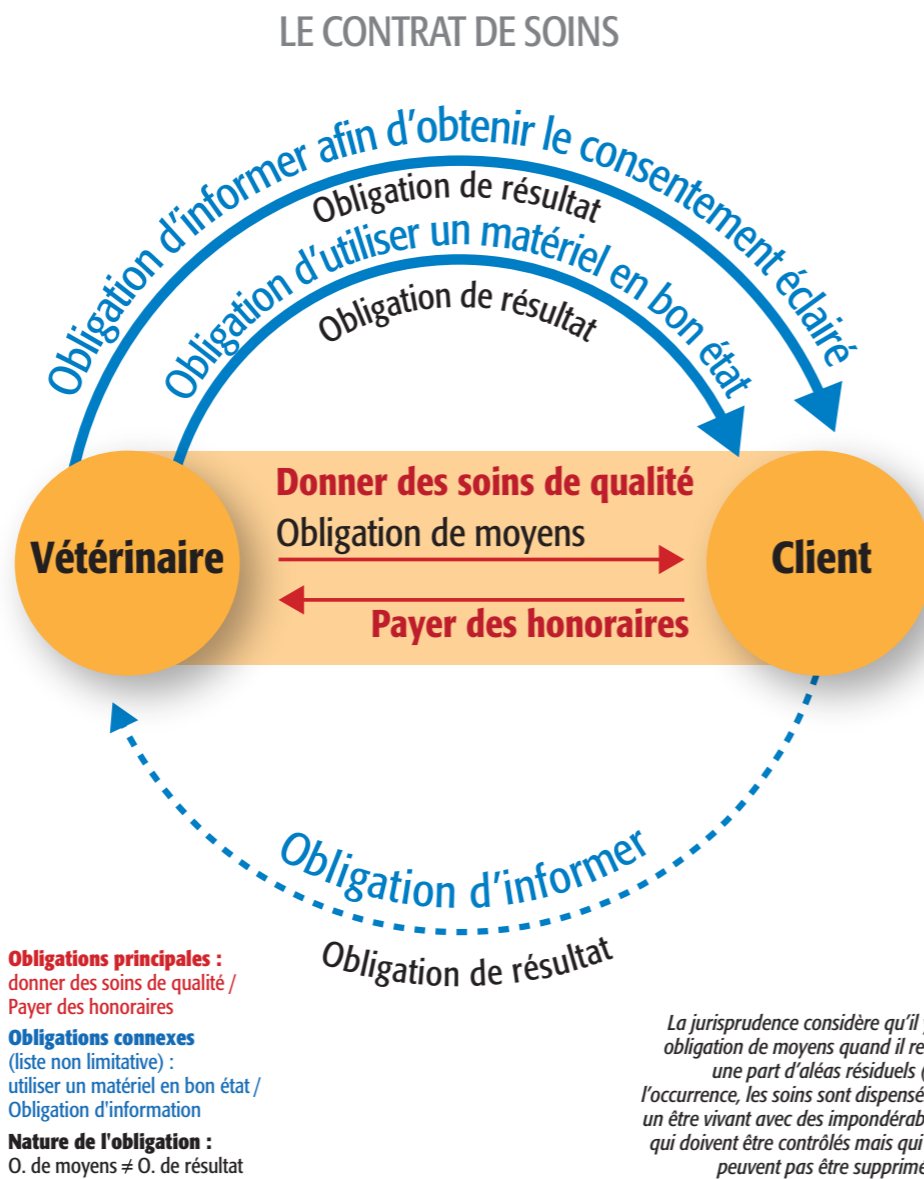 LE CONTRAT DE SOINS
Obligation d'informer afin d'obtenir le consentement éclairé
Obligation de résultat
Obligation d'utiliser un matériel en bon état
Obligation de résultat
Vétérinaire
Donner des soins de qualité
Obligation de moyens
Payer des honoraires
Client
Obligation d'informer
Obligation de résultat
Obligations principales :
donner des soins de qualité /
Payer des honoraires
Obligations connexes
(liste non limitative) :
utiliser un matériel en bon état /
Obligation d'information
Nature de l'obligation :
O. de moyens ≠ O. de résultat
La jurisprudence considère qu'il
obligation de moyens quand il
une part d'aléas résiduels (
l'occurrence, les soins sont
un être vivant avec des
qui doivent être contrôlés mais qui
peuvent pas être